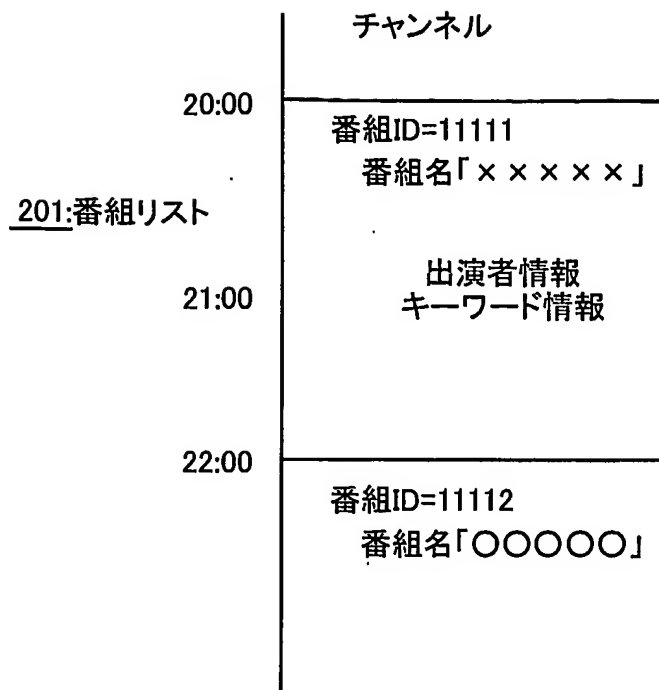 チャンネル
20:00
番組ID=11111
番組名「×××××」
201:番組リスト
出演者情報
21:00
キーワード情報
22:00
番組ID=11112
番組名「○○○○○」